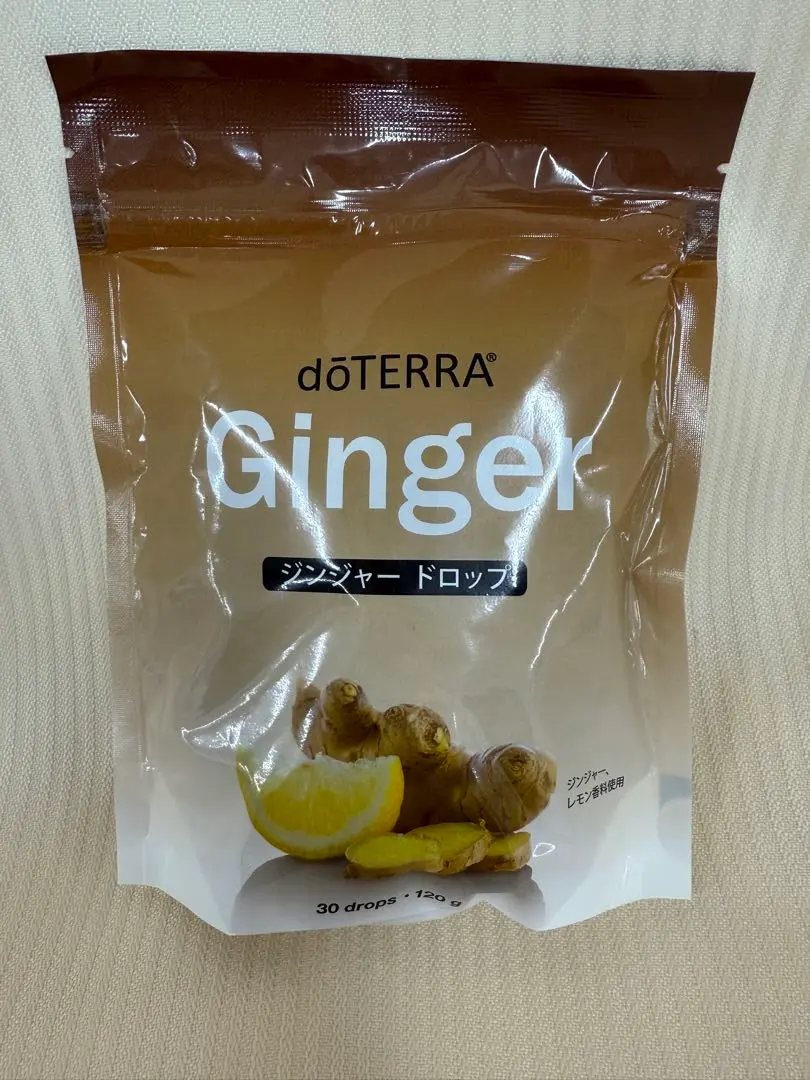 dōTERRA®
Ginger
ジンジャー ドロップ
ジンジャー、
レモン香料使用
30 drops・120 g